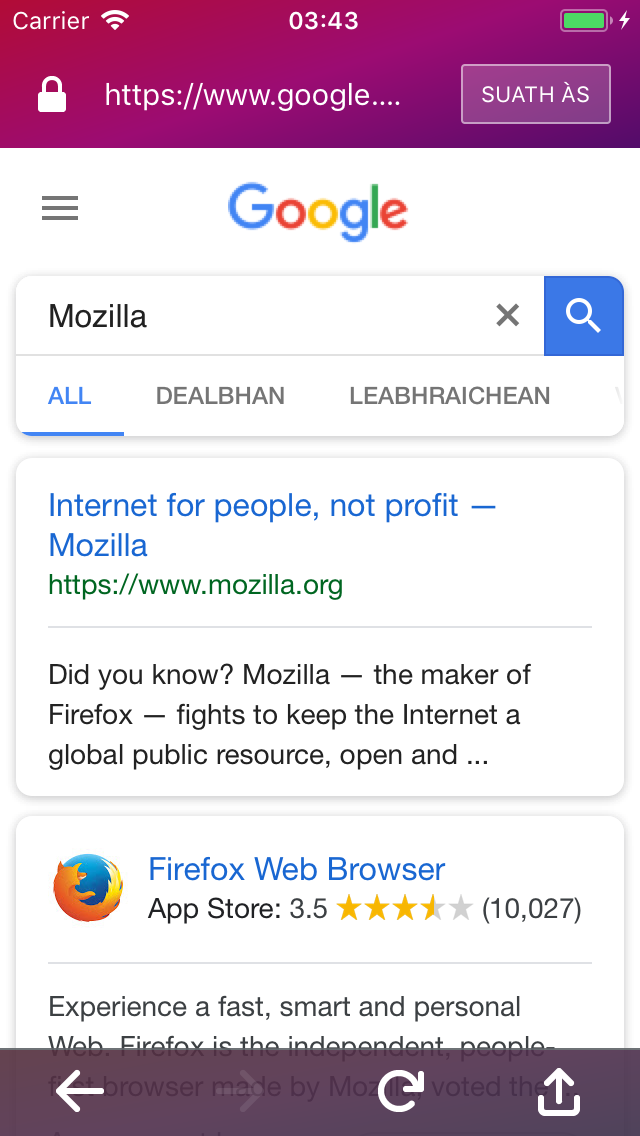 Carrier 03:43
https://www.google.... SUATH ÀS
Google
Mozilla
ALL DEALBHAN LEABHRAICHEAN
Internet for people, not profit —
Mozilla
https://www.mozilla.org
Did you know? Mozilla — the maker of
Firefox — fights to keep the Internet a
global public resource, open and ...
Firefox Web Browser
App Store: 3.5 (10,027)
Experience a fast, smart and personal
Web. Firefox is the independent, people-
first browser made by Mozilla, voted the ...